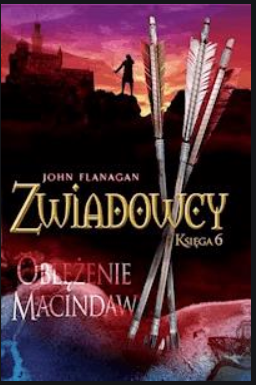 JOHN FLANAGAN
ZWIADOWCY
KSIĘGA 6
OBLĘŻENIE
MACINDAW